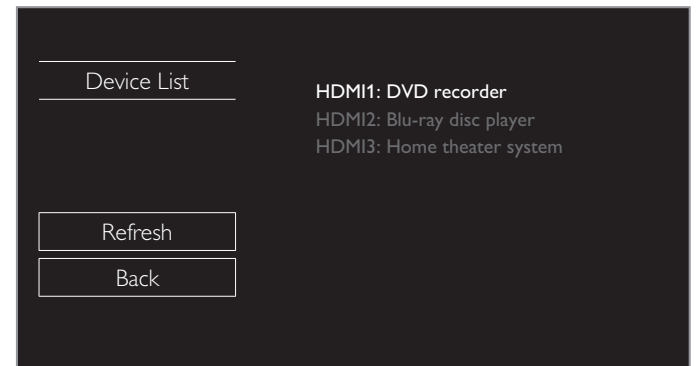 Device List
HDMI1: DVD recorder
HDMI2: Blu-ray disc player
HDMI3: Home theater system
Refresh
Back